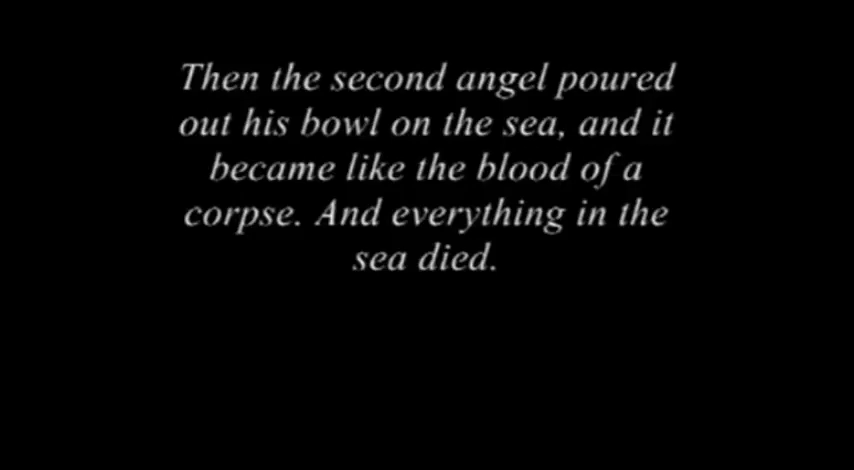 Then the second angel poured
out his bowl on the sea, and it
became like the blood of a
corpse. And everything in the
sea died.